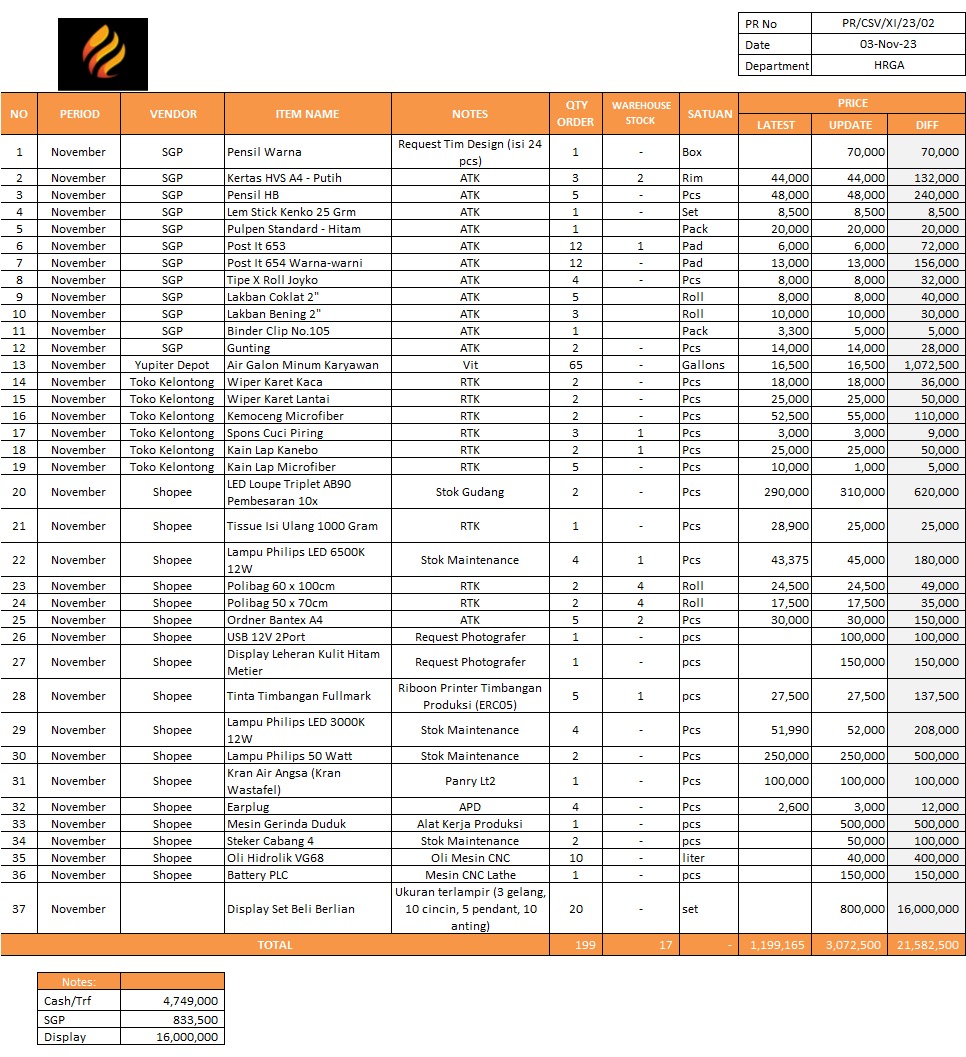 PR No PR/CSV/XI/23/02
Date 03-Nov-23
Department HRGA
NO PERIOD VENDOR ITEM NAME NOTES QTY ORDER WAREHOUSE STOCK SATUAN PRICE
LATEST UPDATE DIFF
1 November SGP Pensil Warna Request Tim Design (isi 24 pcs) 1 - Box 70,000 70,000
2 November SGP Kertas HVS A4 - Putih ATK 3 2 Rim 44,000 44,000 132,000
3 November SGP Pensil HB ATK 5 - Pcs 48,000 48,000 240,000
4 November SGP Lem Stick Kenko 25 Grm ATK 1 - Set 8,500 8,500 8,500
5 November SGP Pulpen Standard - Hitam ATK 1 Pack 20,000 20,000 20,000
6 November SGP Post It 653 ATK 12 1 Pad 6,000 6,000 72,000
7 November SGP Post It 654 Warna-warni ATK 12 - Pad 13,000 13,000 156,000
8 November SGP Tipe X Roll Joyko ATK 4 - Pcs 8,000 8,000 32,000
9 November SGP Lakban Coklat 2" ATK 5 Roll 8,000 8,000 40,000
10 November SGP Lakban Bening 2" ATK 3 Roll 10,000 10,000 30,000
11 November SGP Binder Clip No.105 ATK 1 Pack 3,300 5,000 5,000
12 November SGP Gunting ATK 2 - Pcs 14,000 14,000 28,000
13 November Yupiter Depot Air Galon Minum Karyawan Vit 65 - Gallons 16,500 16,500 1,072,500
14 November Toko Kelontong Wiper Karet Kaca RTK 2 - Pcs 18,000 18,000 36,000
15 November Toko Kelontong Wiper Karet Lantai RTK 2 - Pcs 25,000 25,000 50,000
16 November Toko Kelontong Kemoceng Microfiber RTK 2 - Pcs 52,500 55,000 110,000
17 November Toko Kelontong Spons Cuci Piring RTK 3 1 Pcs 3,000 3,000 9,000
18 November Toko Kelontong Kain Lap Kanebo RTK 2 1 Pcs 25,000 25,000 50,000
19 November Toko Kelontong Kain Lap Microfiber RTK 5 - Pcs 10,000 1,000 5,000
20 November Shopee LED Loupe Triplet AB90 Pembesaran 10x Stok Gudang 2 - Pcs 290,000 310,000 620,000
21 November Shopee Tissue Isi Ulang 1000 Gram RTK 1 - Pcs 28,900 25,000 25,000
22 November Shopee Lampu Philips LED 6500K 12W Stok Maintenance 4 1 Pcs 43,375 45,000 180,000
23 November Shopee Polibag 60 x 100cm RTK 2 4 Roll 24,500 24,500 49,000
24 November Shopee Polibag 50 x 70cm RTK 2 4 Roll 17,500 17,500 35,000
25 November Shopee Ordner Bantex A4 ATK 5 2 Pcs 30,000 30,000 150,000
26 November Shopee USB 12V 2Port Request Photografer 1 - pcs 100,000 100,000
27 November Shopee Display Leheran Kulit Hitam Metier Request Photografer 1 - pcs 150,000 150,000
28 November Shopee Tinta Timbangan Fullmark Riboon Printer Timbangan Produksi (ERC05) 5 1 pcs 27,500 27,500 137,500
29 November Shopee Lampu Philips LED 3000K 12W Stok Maintenance 4 - Pcs 51,990 52,000 208,000
30 November Shopee Lampu Philips 50 Watt Stok Maintenance 2 - Pcs 250,000 250,000 500,000
31 November Shopee Kran Air Angsa (Kran Wastafel) Panry Lt2 1 - Pcs 100,000 100,000 100,000
32 November Shopee Earplug APD 4 - Pcs 2,600 3,000 12,000
33 November Shopee Mesin Gerinda Duduk Alat Kerja Produksi 1 - pcs 500,000 500,000
34 November Shopee Steker Cabang 4 Stok Maintenance 2 - pcs 50,000 100,000
35 November Shopee Oli Hidrolik VG68 Oli Mesin CNC 10 - liter 40,000 400,000
36 November Shopee Battery PLC Mesin CNC Lathe 1 - pcs 150,000 150,000
37 November Display Set Beli Berlian Ukuran terlampir (3 gelang, 10 cincin, 5 pendant, 10 anting) 20 - set 800,000 16,000,000
TOTAL 199 17 - 1,199,165 3,072,500 21,582,500
Notes:
Cash/Trf 4,749,000
SGP 833,500
Display 16,000,000